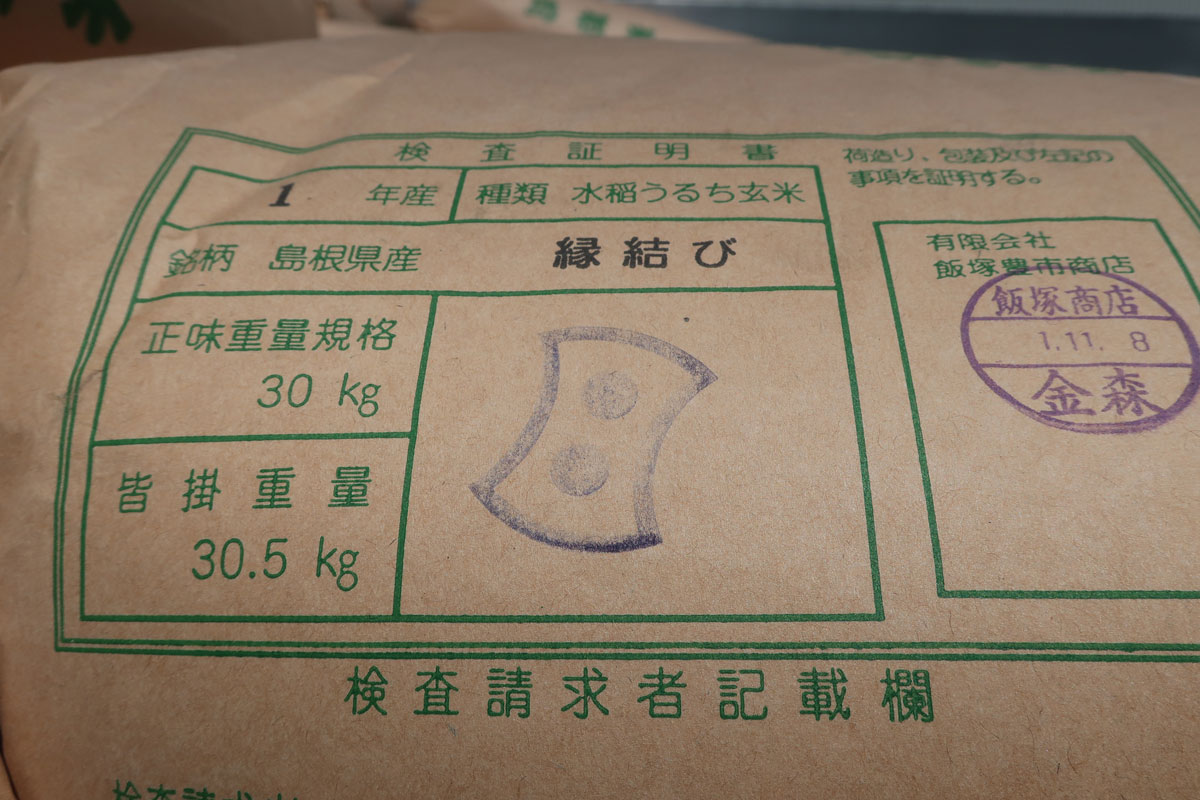 検査証明書
1 年産 種類 水稲うるち玄米
銘柄 島根県産 縁結び
正味重量規格
30 kg
皆掛重量
30.5 kg
荷造り、包装及び左記の
事項を証明する。
有限会社
飯塚豊市商店
飯塚商店
1.11. 8
金森
検査請求者記載欄